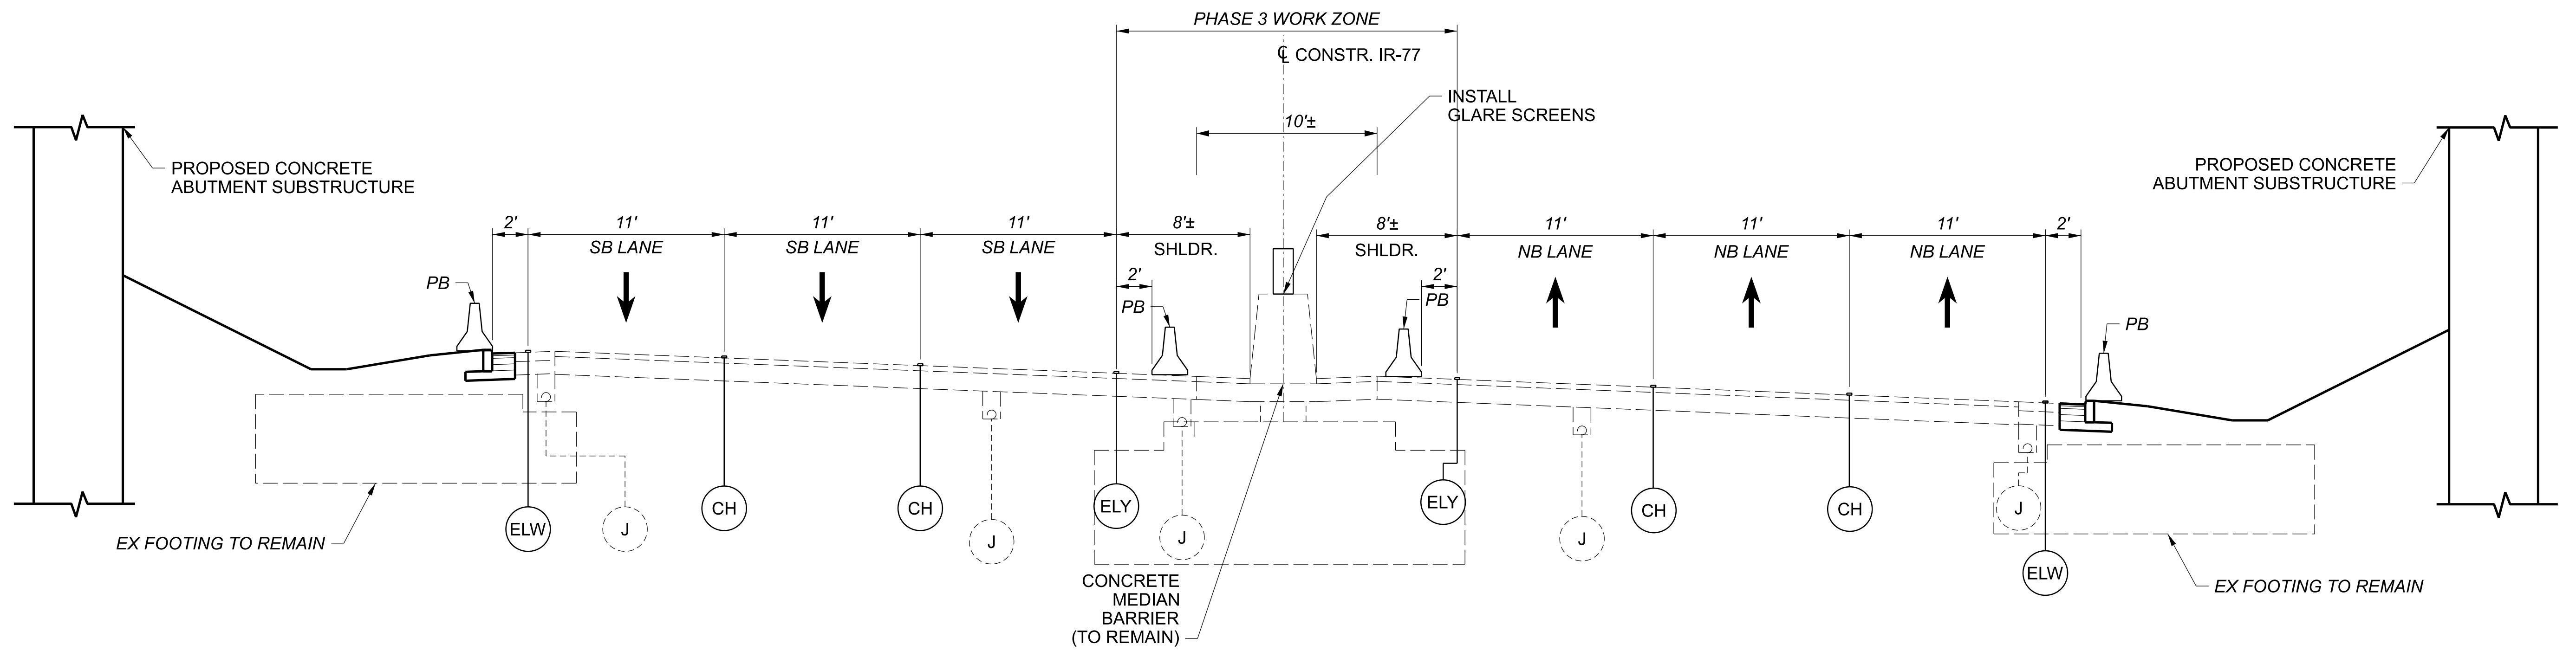 PHASE 3 WORK ZONE
℄ CONSTR. IR-77
INSTALL
GLARE SCREENS
10'±
PROPOSED CONCRETE
ABUTMENT SUBSTRUCTURE
PROPOSED CONCRETE
ABUTMENT SUBSTRUCTURE
2'
11'
SB LANE
11'
SB LANE
11'
SB LANE
8'±
SHLDR.
8'±
SHLDR.
11'
NB LANE
11'
NB LANE
11'
NB LANE
2'
PB
2'
PB
2'
PB
PB
ELW
J
CH
CH
J
ELY
J
ELY
J
CH
CH
J
ELW
EX FOOTING TO REMAIN
CONCRETE
MEDIAN
BARRIER
(TO REMAIN)
EX FOOTING TO REMAIN